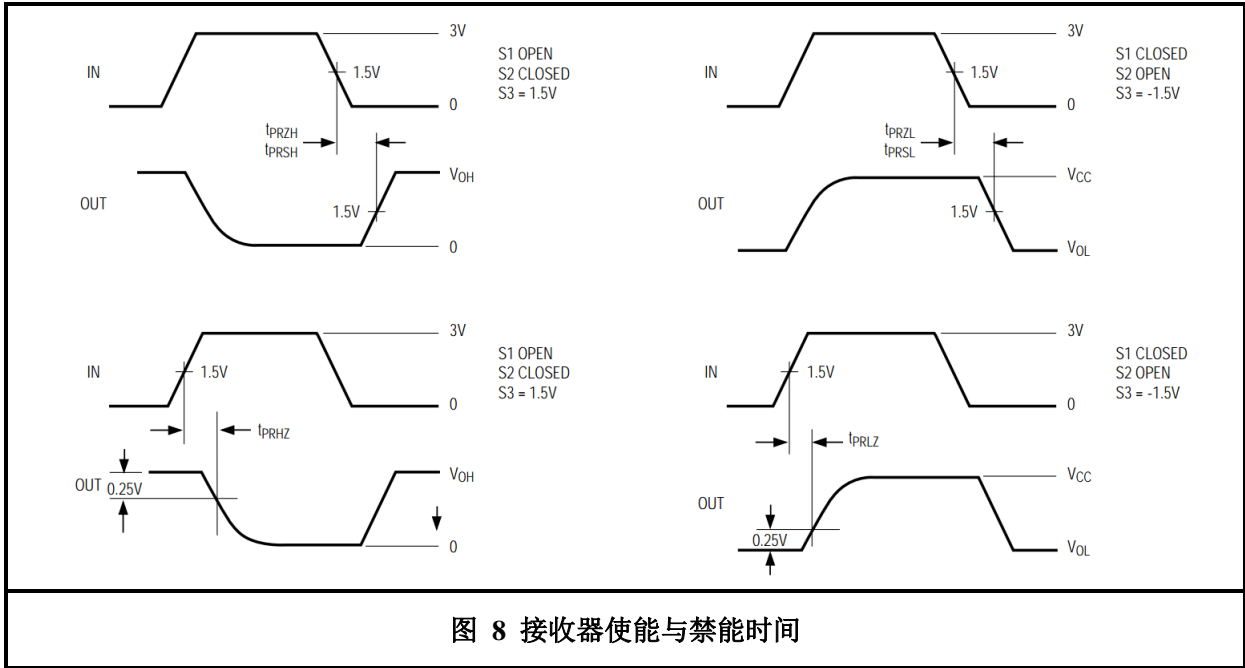 3V
IN
1.5V
0
S1 OPEN
S2 CLOSED
S3 = 1.5V
tPRZH
tPRSH
OUT
VOH
1.5V
0
3V
IN
1.5V
0
S1 CLOSED
S2 OPEN
S3 = -1.5V
tPRZL
tPRSL
OUT
VCC
1.5V
VOL
3V
IN
1.5V
0
S1 OPEN
S2 CLOSED
S3 = 1.5V
tPRHZ
OUT
0.25V
VOH
0
3V
IN
1.5V
0
S1 CLOSED
S2 OPEN
S3 = -1.5V
tPRLZ
OUT
VCC
0.25V
VOL
图 8 接收器使能与禁能时间